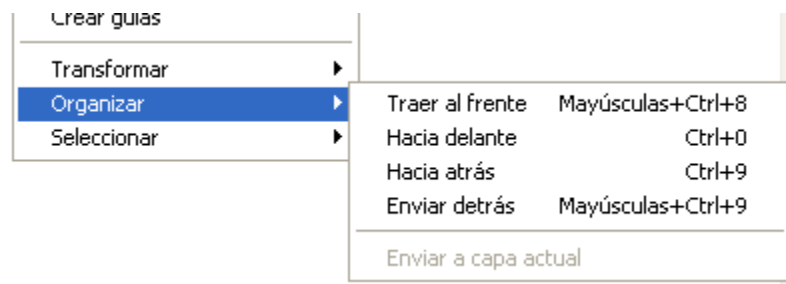 Crear guías
Transformar
Organizar
Seleccionar
Traer al frente Mayúsculas+Ctrl+8
Hacia delante Ctrl+0
Hacia atrás Ctrl+9
Enviar detrás Mayúsculas+Ctrl+9
Enviar a capa actual